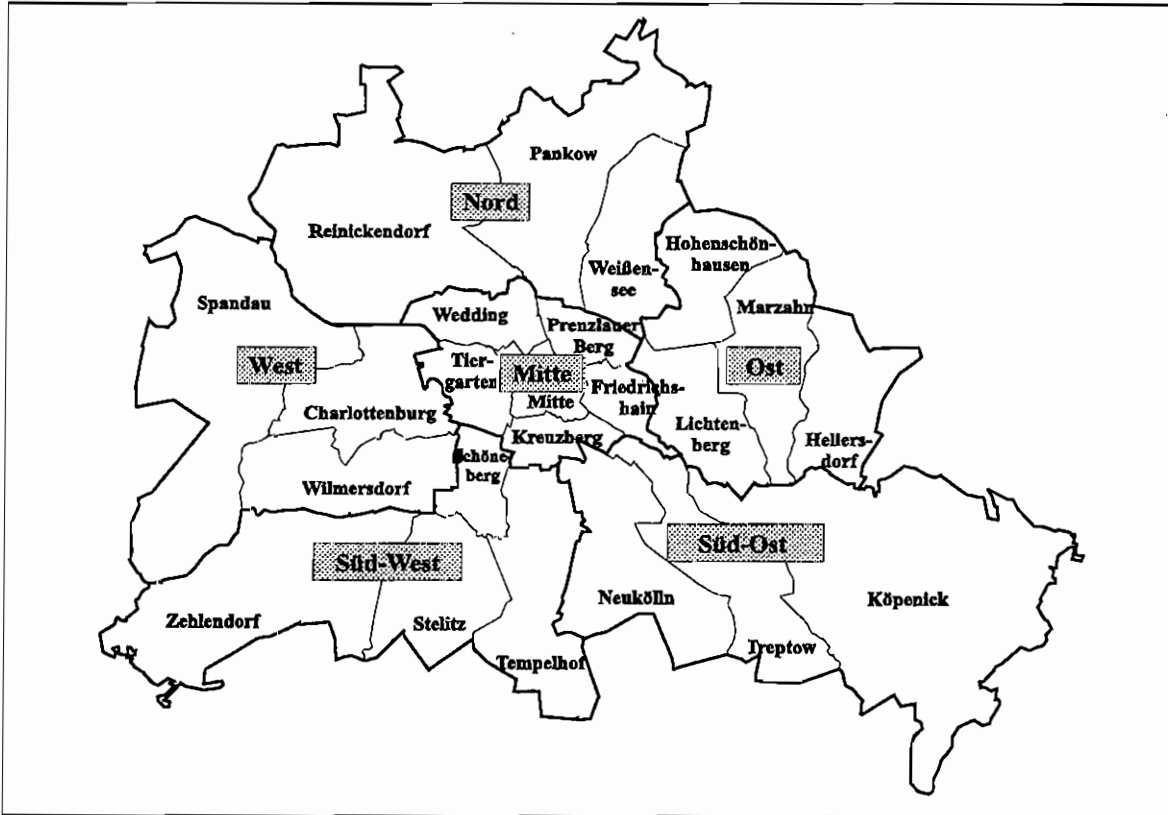 Pankow
Nord
Reinickendorf
Hohenschön-
hausen
Weißen-
see
Spandau
Marzahn
Wedding
Prenzlauer
Berg
West
Tier-
garten
Mitte
Ost
Friedrichs-
hain
Mitte
Charlottenburg
Lichten-
berg
Kreuzberg
Hellers-
dorf
Schöne-
berg
Wilmersdorf
Süd-West
Süd-Ost
Neukölln
Köpenick
Zehlendorf
Stelitz
Treptow
Tempelhof